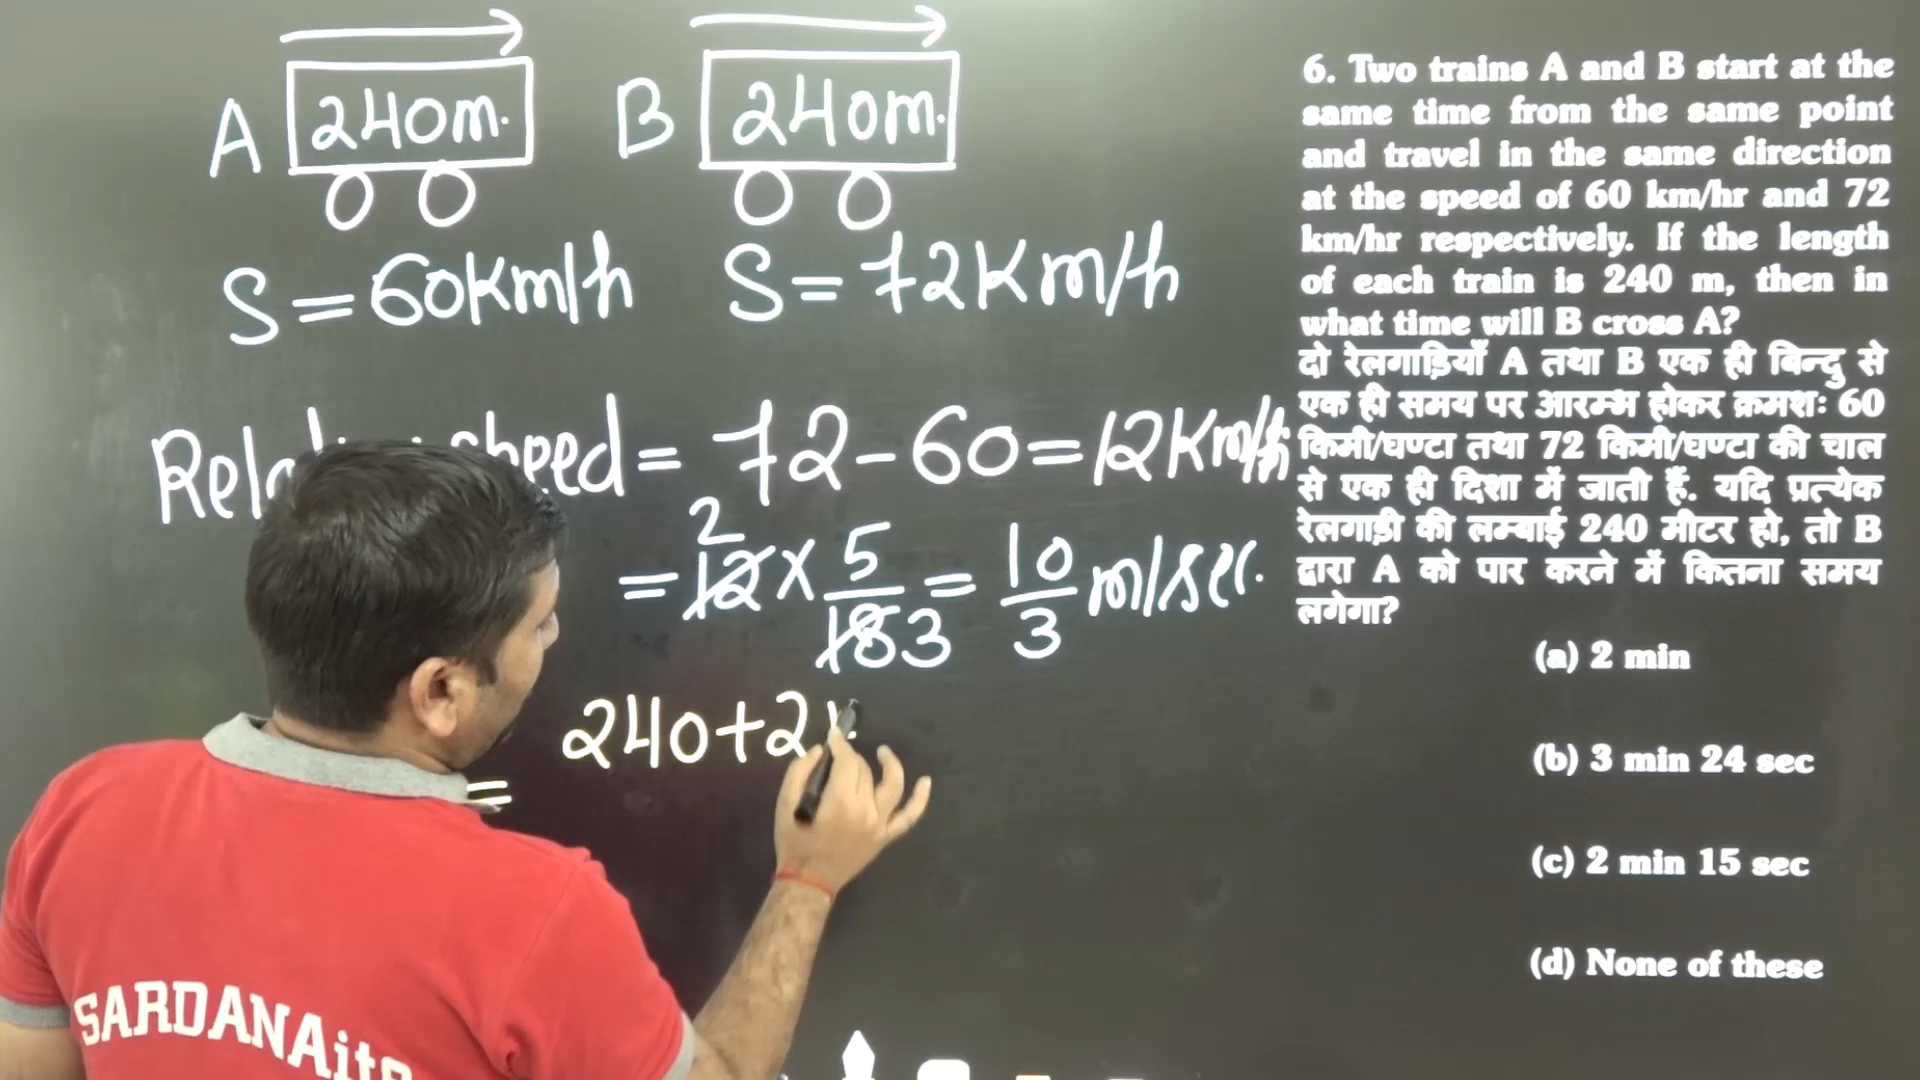 A 240m. B 240m.
S = 60Km/h S = 72Km/h
speed = 72 - 60 = 12Km/h
= 2
12 × 5/18 3 = 10/3 m/sec.
= 240+24
6. Two trains A and B start at the
same time from the same point
and travel in the same direction
at the speed of 60 km/hr and 72
km/hr respectively. If the length
of each train is 240 m, then in
what time will B cross A?
दो रेलगाड़ियाँ A तथा B एक ही बिन्दु से
एक ही समय पर आरम्भ होकर क्रमशः 60
किमी/घण्टा तथा 72 किमी/घण्टा की चाल
से एक ही दिशा में जाती हैं. यदि प्रत्येक
रेलगाड़ी की लम्बाई 240 मीटर हो, तो B
द्वारा A को पार करने में कितना समय
लगेगा?
(a) 2 min
(b) 3 min 24 sec
(c) 2 min 15 sec
(d) None of these
SARDANAits